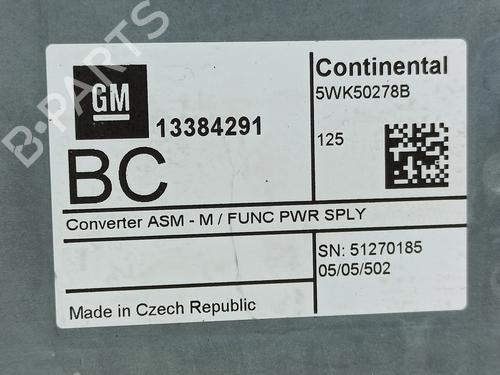 GM
13384291
BC
Continental
5WK50278B
125
Converter ASM - M / FUNC PWR SPLY
SN: 51270185
05/05/502
Made in Czech Republic
B-PARTS